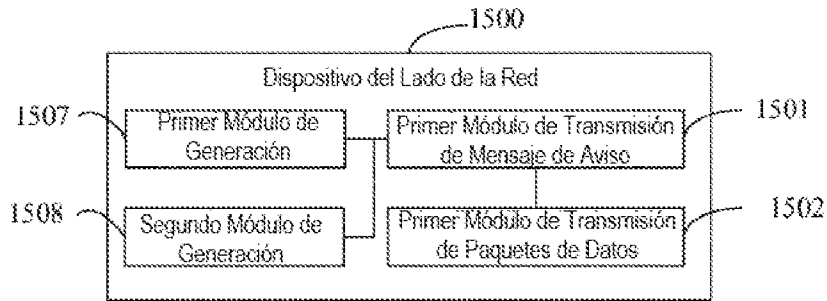 1500
Dispositivo del Lado de la Red
1507
Primer Módulo de
Generación
Primer Módulo de Transmisión
de Mensaje de Aviso
1501
1508
Segundo Módulo de
Generación
Primer Módulo de Transmisión
de Paquetes de Datos
1502